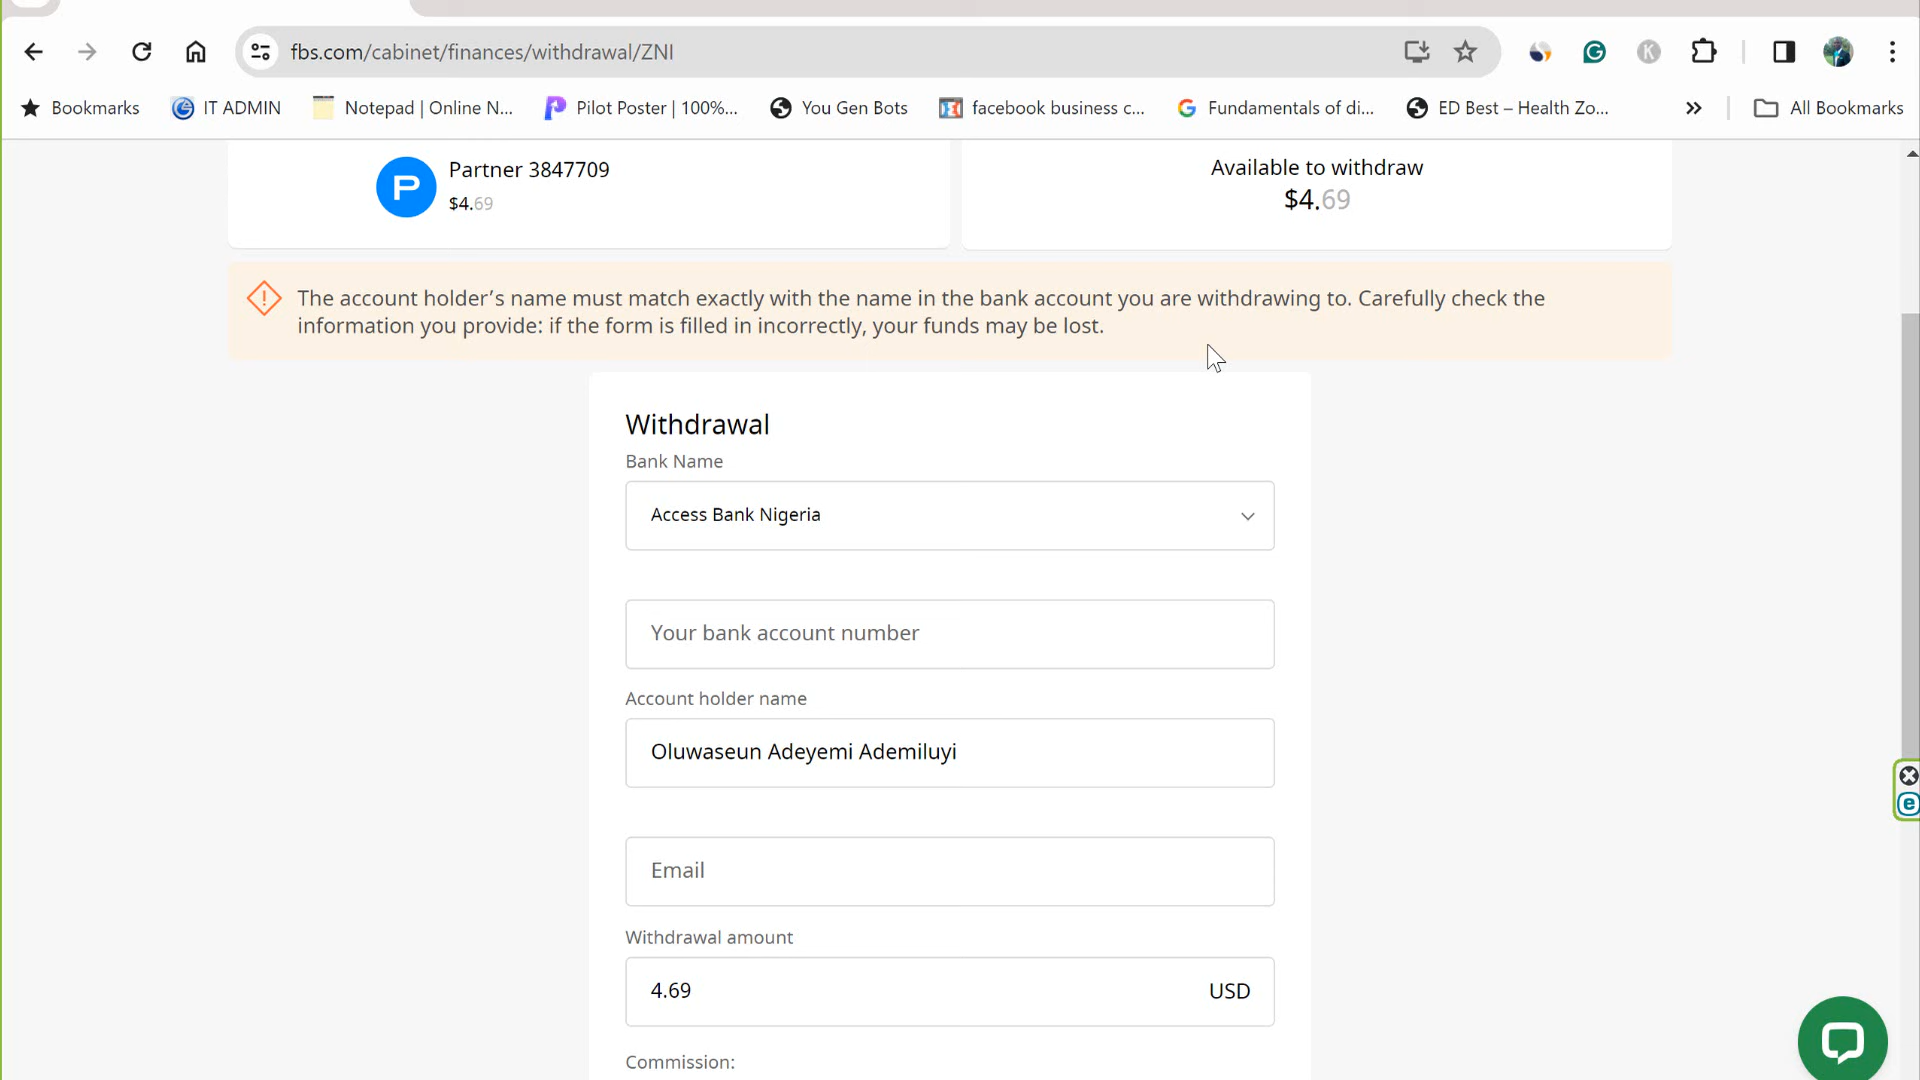 fbs.com/cabinet/finances/withdrawal/ZNI
Bookmarks IT ADMIN Notepad | Online N... Pilot Poster | 100%... You Gen Bots facebook business c... Fundamentals of di... ED Best – Health Zo... » All Bookmarks
Partner 3847709
$4.69
Available to withdraw
$4.69
The account holder's name must match exactly with the name in the bank account you are withdrawing to. Carefully check the
information you provide: if the form is filled in incorrectly, your funds may be lost.
Withdrawal
Bank Name
Access Bank Nigeria
Your bank account number
Account holder name
Oluwaseun Adeyemi Ademiluyi
Email
Withdrawal amount
4.69 USD
Commission: